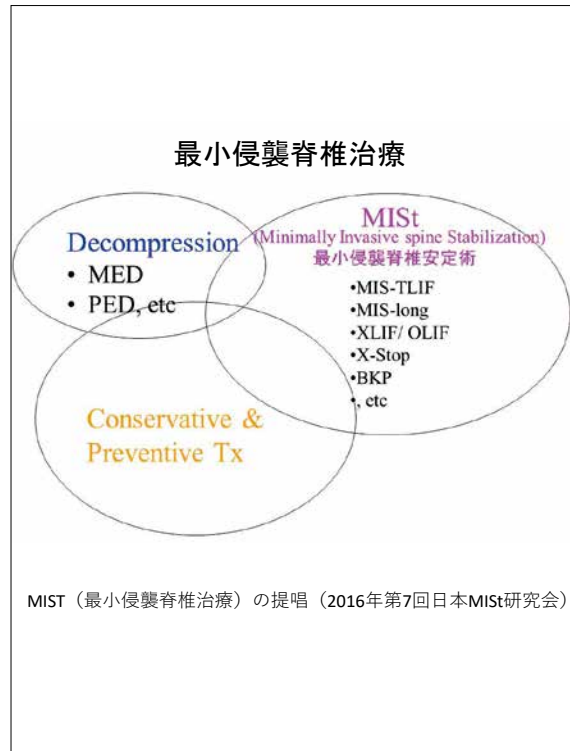 最小侵襲脊椎治療
Decompression
• MED
• PED, etc
MISt
(Minimally Invasive spine Stabilization)
最小侵襲脊椎安定術
•MIS-TLIF
•MIS-long
•XLIF/ OLIF
•X-Stop
•BKP
•, etc
Conservative &
Preventive Tx
MIST（最小侵襲脊椎治療）の提唱（2016年第7回日本MISt研究会）